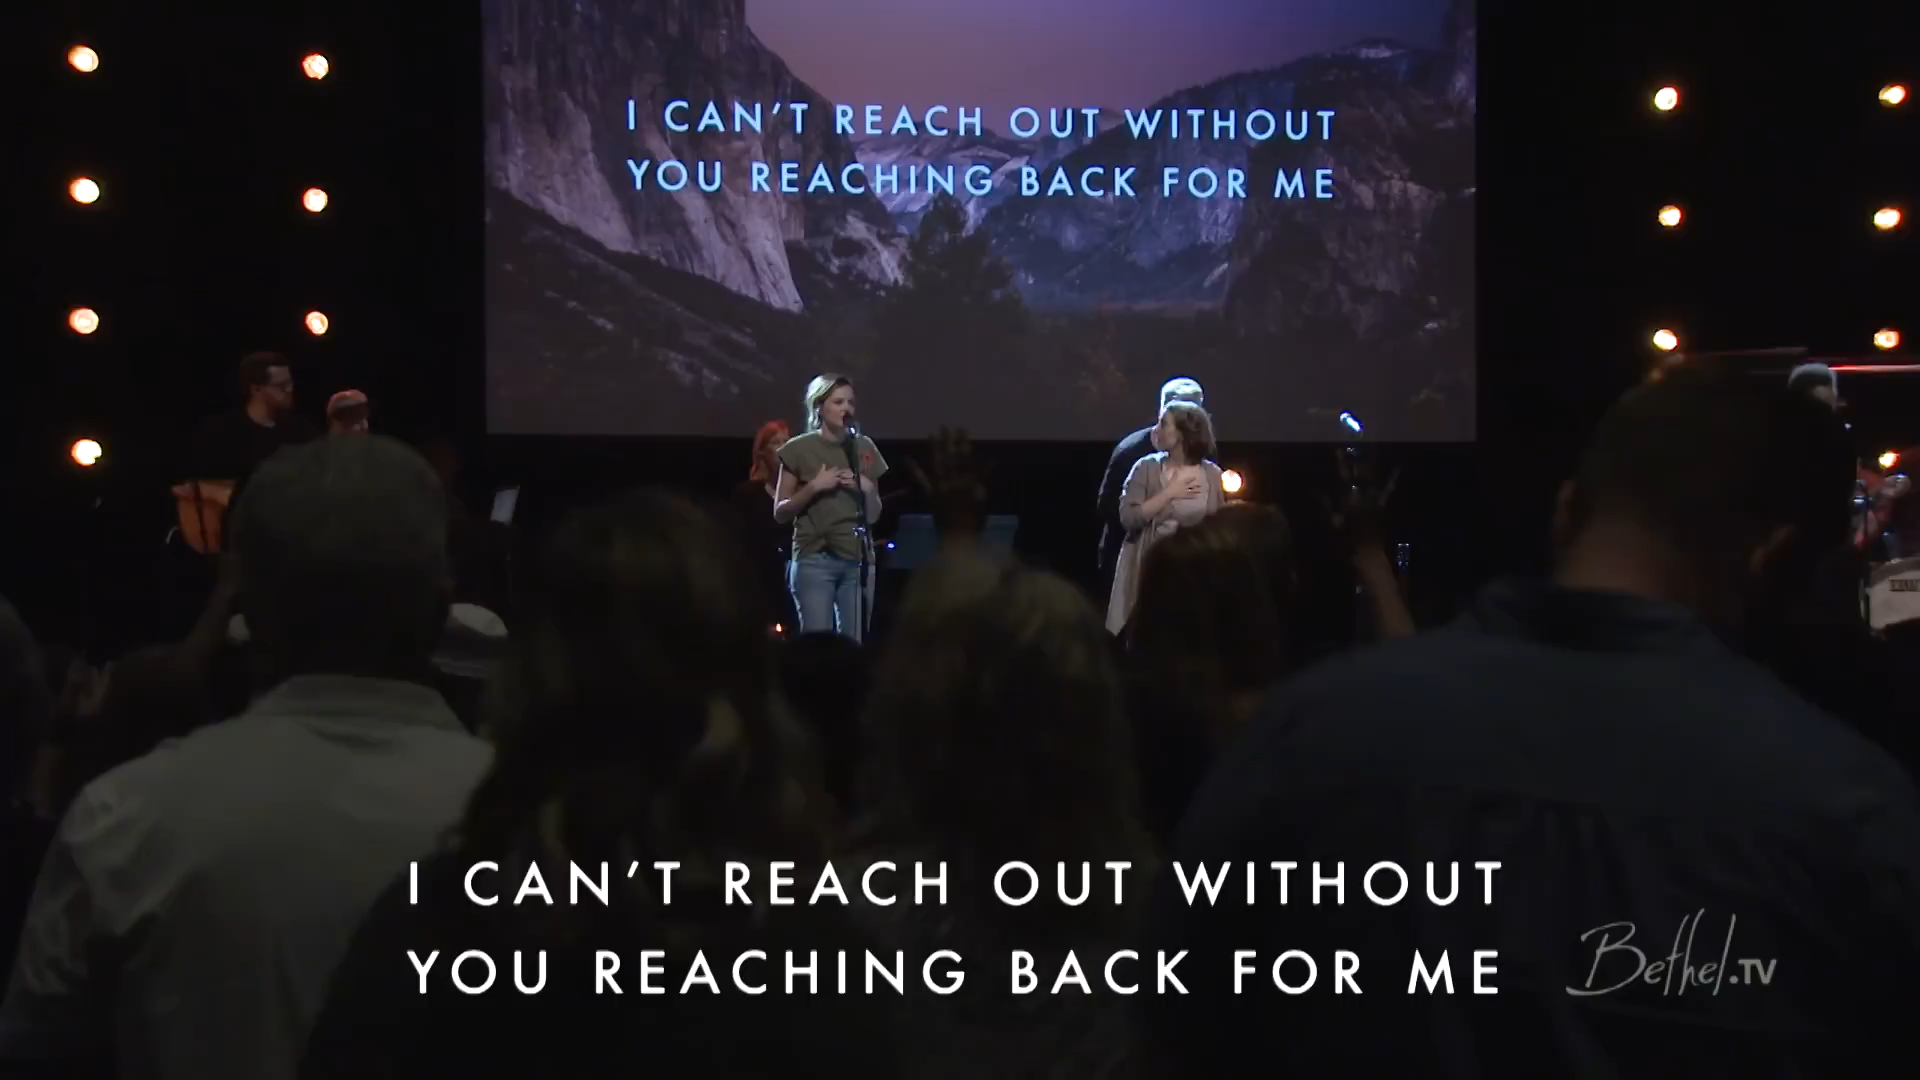 I CAN'T REACH OUT WITHOUT
YOU REACHING BACK FOR ME
I CAN'T REACH OUT WITHOUT
YOU REACHING BACK FOR ME
Bethel.TV